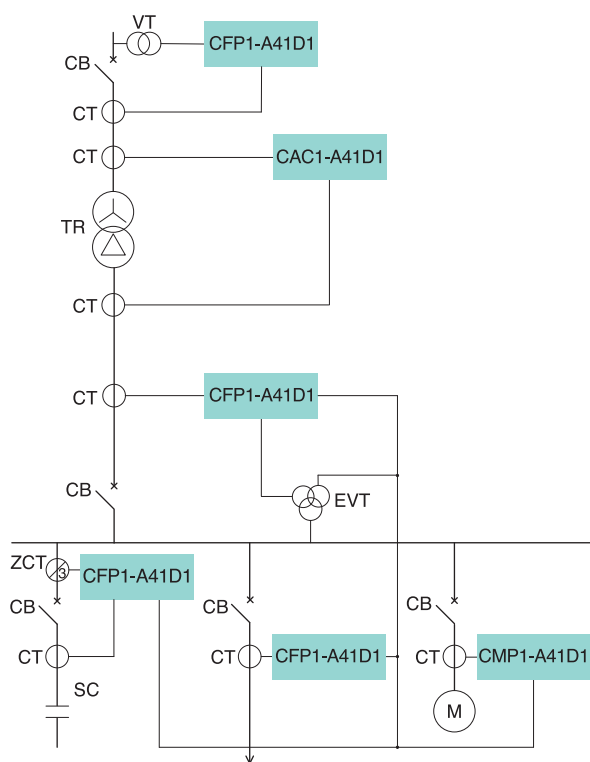 VT
CFP1-A41D1
CB
CT
CT
CAC1-A41D1
TR
CT
CT
CFP1-A41D1
CB
EVT
ZCT
3
CFP1-A41D1
CB
CB
CB
CT
CT
CFP1-A41D1
CT
CMP1-A41D1
SC
M